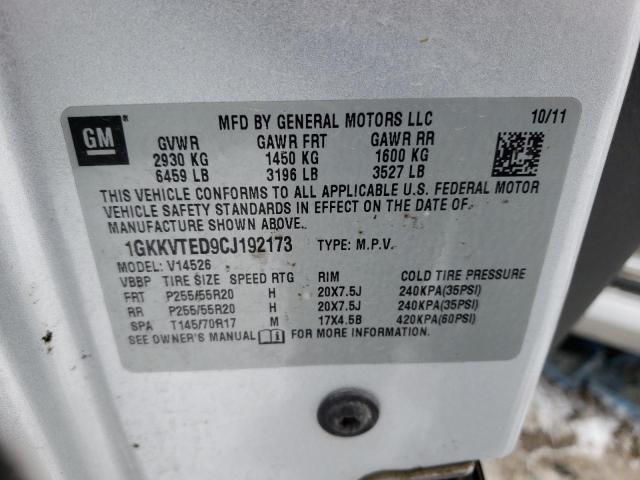 MFD BY GENERAL MOTORS LLC 10/11
GM®
GVWR GAWR FRT GAWR RR
2930 KG 1450 KG 1600 KG
6459 LB 3196 LB 3527 LB
THIS VEHICLE CONFORMS TO ALL APPLICABLE U.S. FEDERAL MOTOR
VEHICLE SAFETY STANDARDS IN EFFECT ON THE DATE OF
MANUFACTURE SHOWN ABOVE.
1GKKVTED9CJ192173 TYPE: M.P.V.
MODEL: V14526
VBBP TIRE SIZE SPEED RTG RIM COLD TIRE PRESSURE
FRT P255/55R20 H 20X7.5J 240KPA(35PSI)
RR P255/55R20 H 20X7.5J 240KPA(35PSI)
SPA T145/70R17 M 17X4.5B 420KPA(60PSI)
SEE OWNER'S MANUAL FOR MORE INFORMATION.